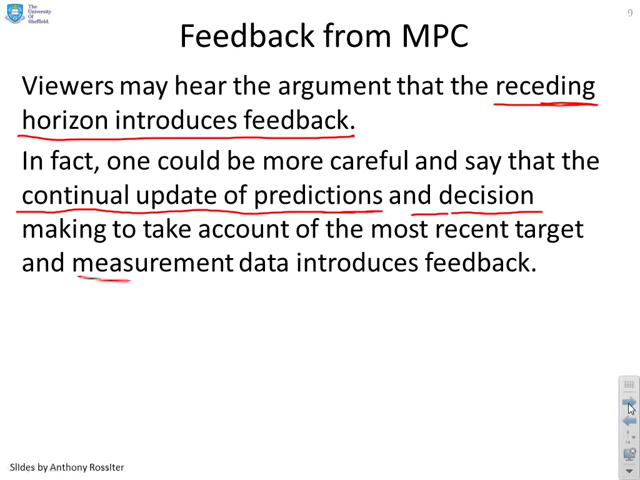 The
University
Of
Sheffield.
9
Feedback from MPC
Viewers may hear the argument that the receding
horizon introduces feedback.
In fact, one could be more careful and say that the
continual update of predictions and decision
making to take account of the most recent target
and measurement data introduces feedback.
Slides by Anthony Rossiter